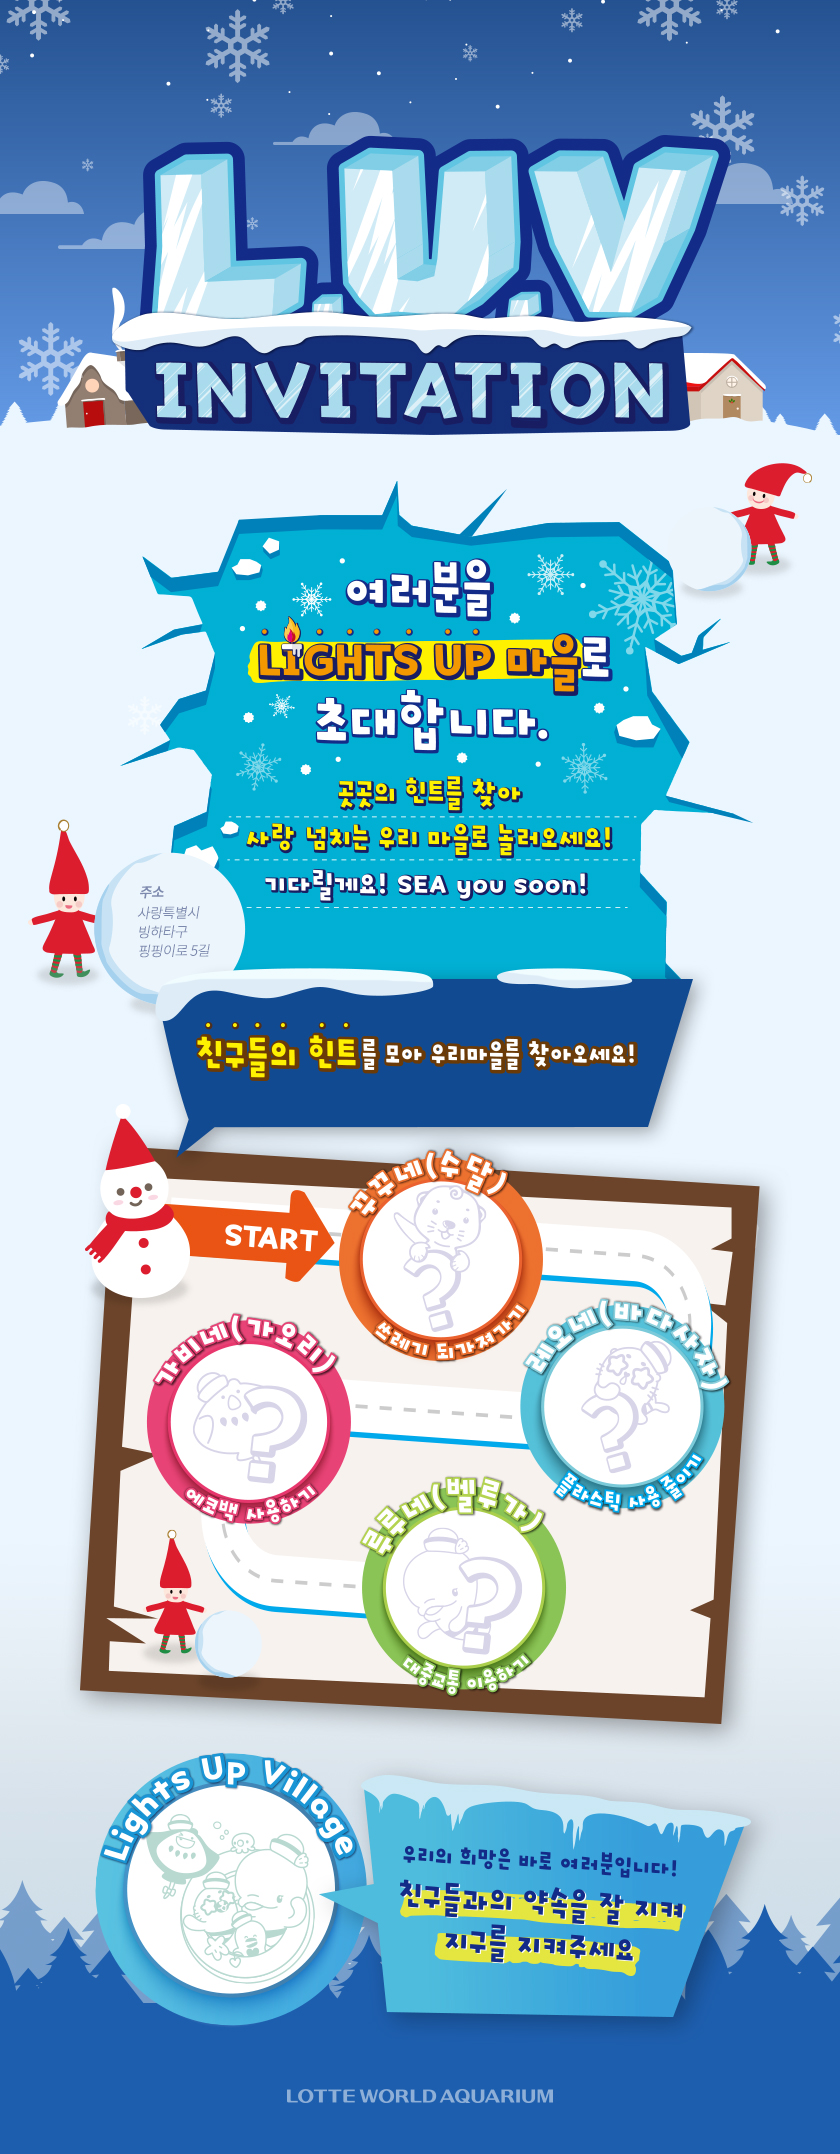 L.U.V
INVITATION
여러분을
LIGHTS UP 마을로
초대합니다.
곳곳의 힌트를 찾아
사랑 넘치는 우리 마을로 놀러오세요!
기다릴게요! SEA you soon!
주소
사랑특별시
빙하타구
핑핑이로 5길
친구들의 힌트를 모아 우리마을를 찾아오세요!
START
꾸꾸네(수달)
쓰레기 되가져가기
가비네(가오리)
에코백 사용하기
레오네(바다사자)
플라스틱 사용 줄이기
루루네(벨루가)
대중교통 이용하기
Lights UP Village
우리의 희망은 바로 여러분입니다!
친구들과의 약속을 잘 지켜
지구를 지켜주세요
LOTTE WORLD AQUARIUM